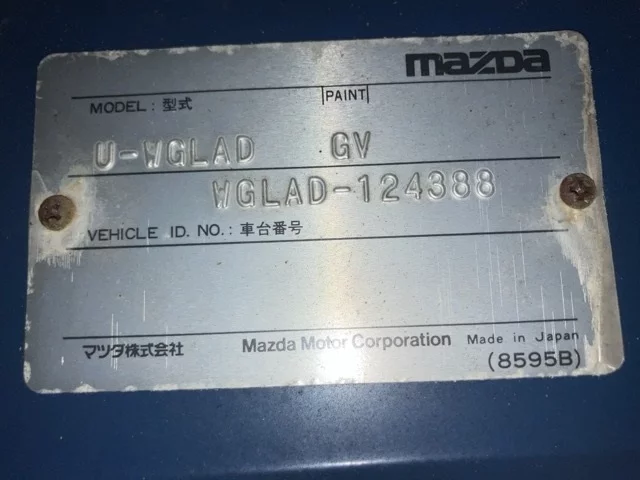 mazda
MODEL : 型式 PAINT
U-WGLAD GV
WGLAD-124388
VEHICLE ID. NO. : 車台番号
マツダ株式会社 Mazda Motor Corporation Made in Japan
(8595B)